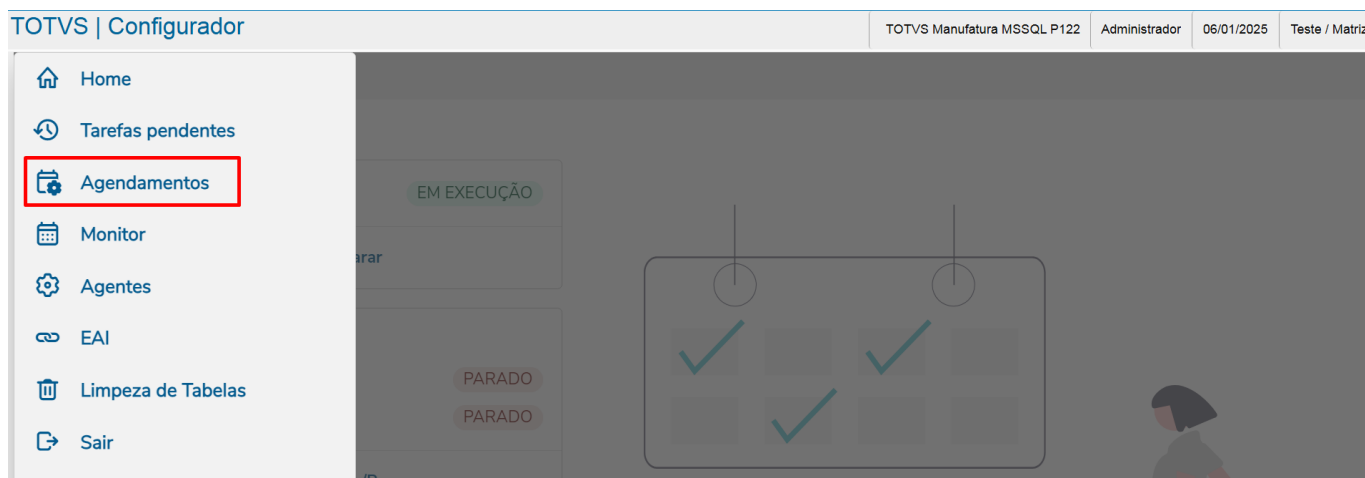 TOTVS | Configurador
TOTVS Manufatura MSSQL P122 Administrador 06/01/2025 Teste / Matriz
Home
Tarefas pendentes
Agendamentos
EM EXECUÇÃO
Monitor
arar
Agentes
EAI
PARADO
Limpeza de Tabelas
PARADO
Sair